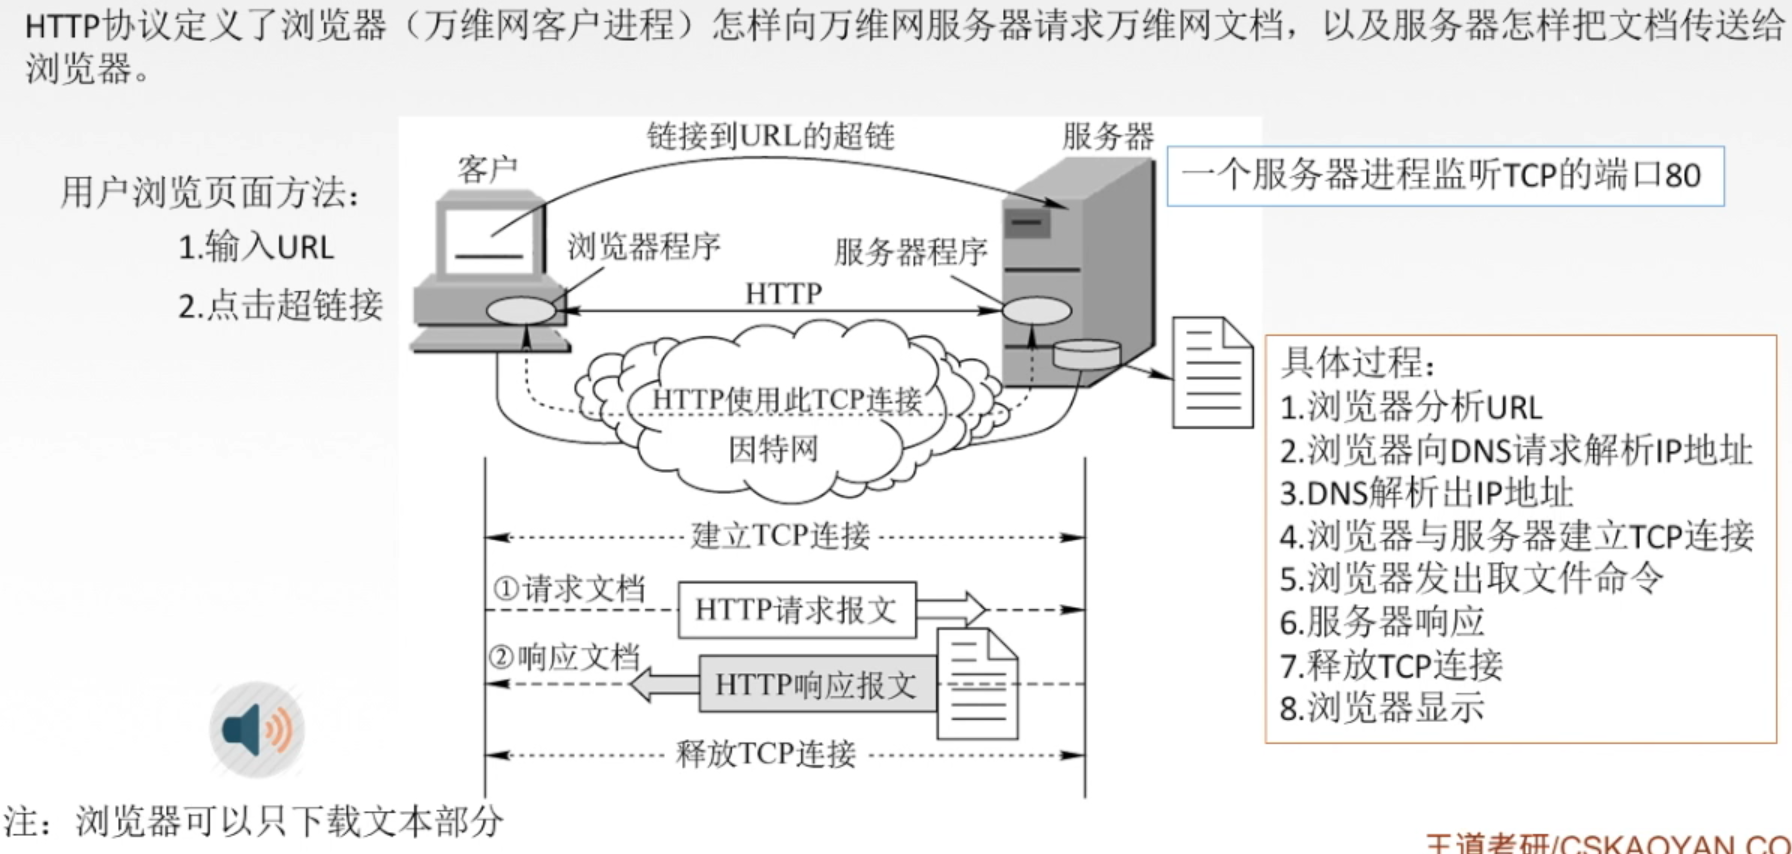 HTTP协议定义了浏览器（万维网客户进程）怎样向万维网服务器请求万维网文档，以及服务器怎样把文档传送给
浏览器。
用户浏览页面方法：
1.输入URL
2.点击超链接
链接到URL的超链
客户
服务器
一个服务器进程监听TCP的端口80
浏览器程序
服务器程序
HTTP
HTTP使用此TCP连接
因特网
建立TCP连接
①请求文档
HTTP请求报文
②响应文档
HTTP响应报文
释放TCP连接
具体过程：
1.浏览器分析URL
2.浏览器向DNS请求解析IP地址
3.DNS解析出IP地址
4.浏览器与服务器建立TCP连接
5.浏览器发出取文件命令
6.服务器响应
7.释放TCP连接
8.浏览器显示
注：浏览器可以只下载文本部分
王道考研/CSKAOYAN.CO